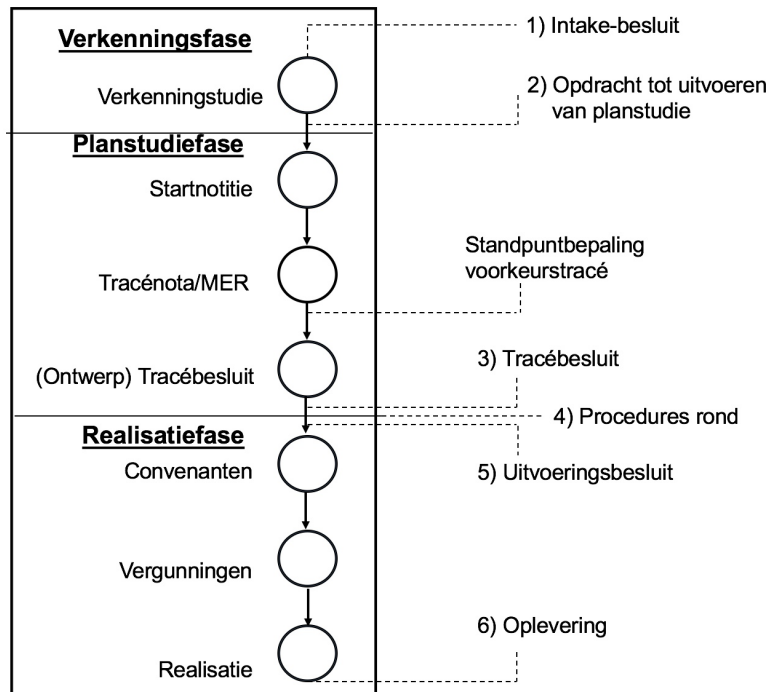 Verkenningsfase
1) Intake-besluit
Verkenningstudie
2) Opdracht tot uitvoeren
van planstudie
Planstudiefase
Startnotitie
Standpuntbepaling
voorkeurstracé
Tracénota/MER
3) Tracébesluit
(Ontwerp) Tracébesluit
4) Procedures rond
Realisatiefase
Convenanten
5) Uitvoeringsbesluit
Vergunningen
6) Oplevering
Realisatie